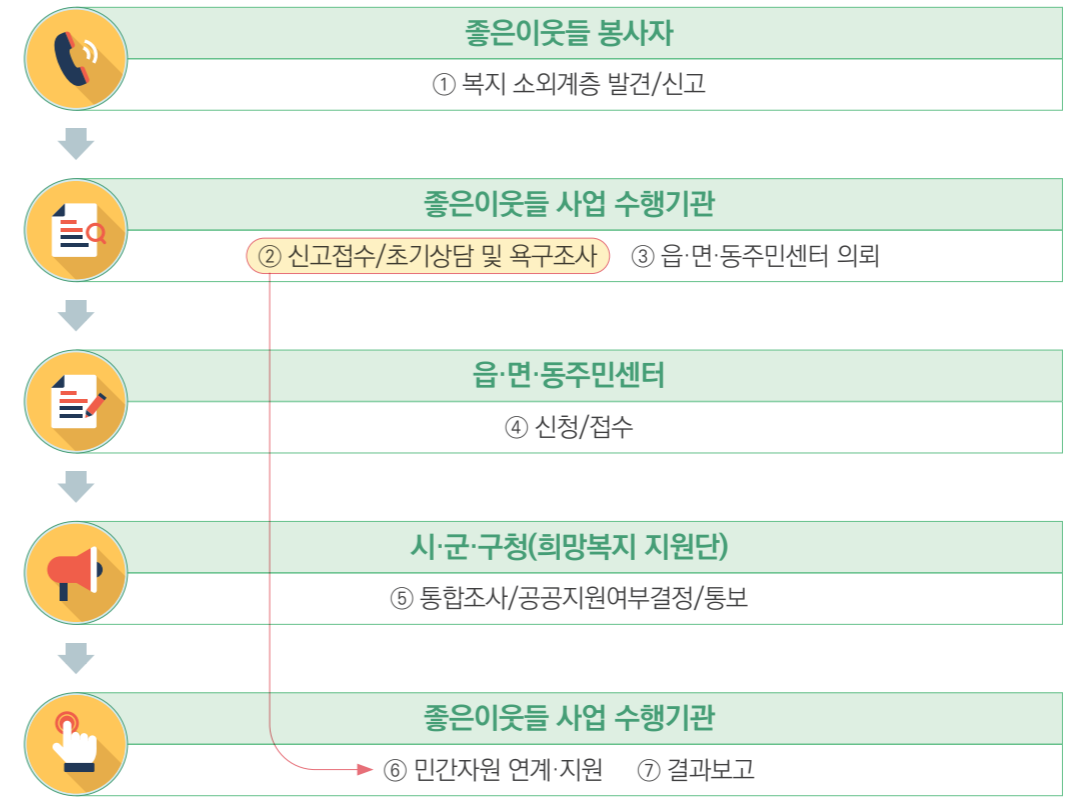 좋은이웃들 봉사자
① 복지 소외계층 발견/신고
좋은이웃들 사업 수행기관
② 신고접수/초기상담 및 욕구조사 ③ 읍·면·동주민센터 의뢰
읍·면·동주민센터
④ 신청/접수
시·군·구청(희망복지 지원단)
⑤ 통합조사/공공지원여부결정/통보
좋은이웃들 사업 수행기관
⑥ 민간자원 연계·지원 ⑦ 결과보고